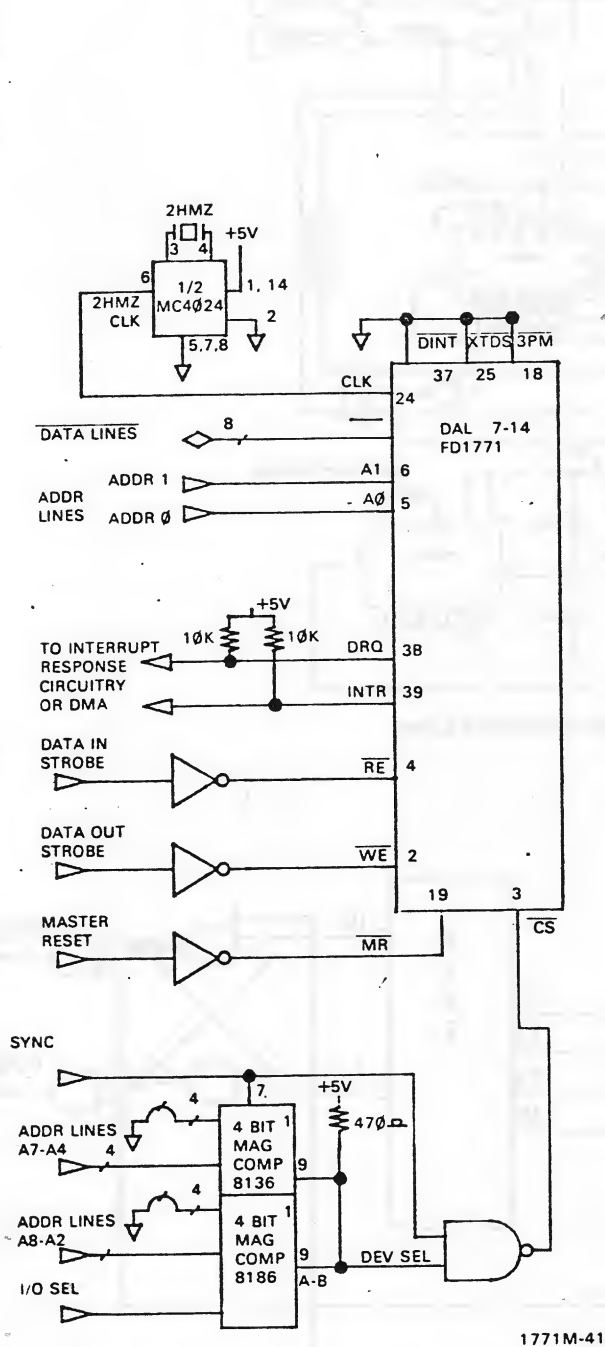 2HMZ
3 4
+5V
6
1/2
MC4Ø24
1, 14
2HMZ
CLK
2
5,7,8
DINT XTDS 3PM
37 25 18
CLK
24
DATA LINES
8
DAL 7-14
FD1771
ADDR 1
A1
6
ADDR
LINES
ADDR Ø
AØ
5
+5V
1ØK
1ØK
TO INTERRUPT
RESPONSE
CIRCUITRY
OR DMA
DRQ
38
INTR
39
DATA IN
STROBE
RE
4
DATA OUT
STROBE
WE
2
19
3
MASTER
RESET
MR
CS
SYNC
7
+5V
47Ø Ω
4
ADDR LINES
A7-A4
4
4 BIT
MAG
COMP
8136
1
9
4
ADDR LINES
A8-A2
4 BIT
MAG
COMP
8186
1
9
A-B
DEV SEL
I/O SEL
1771M-41